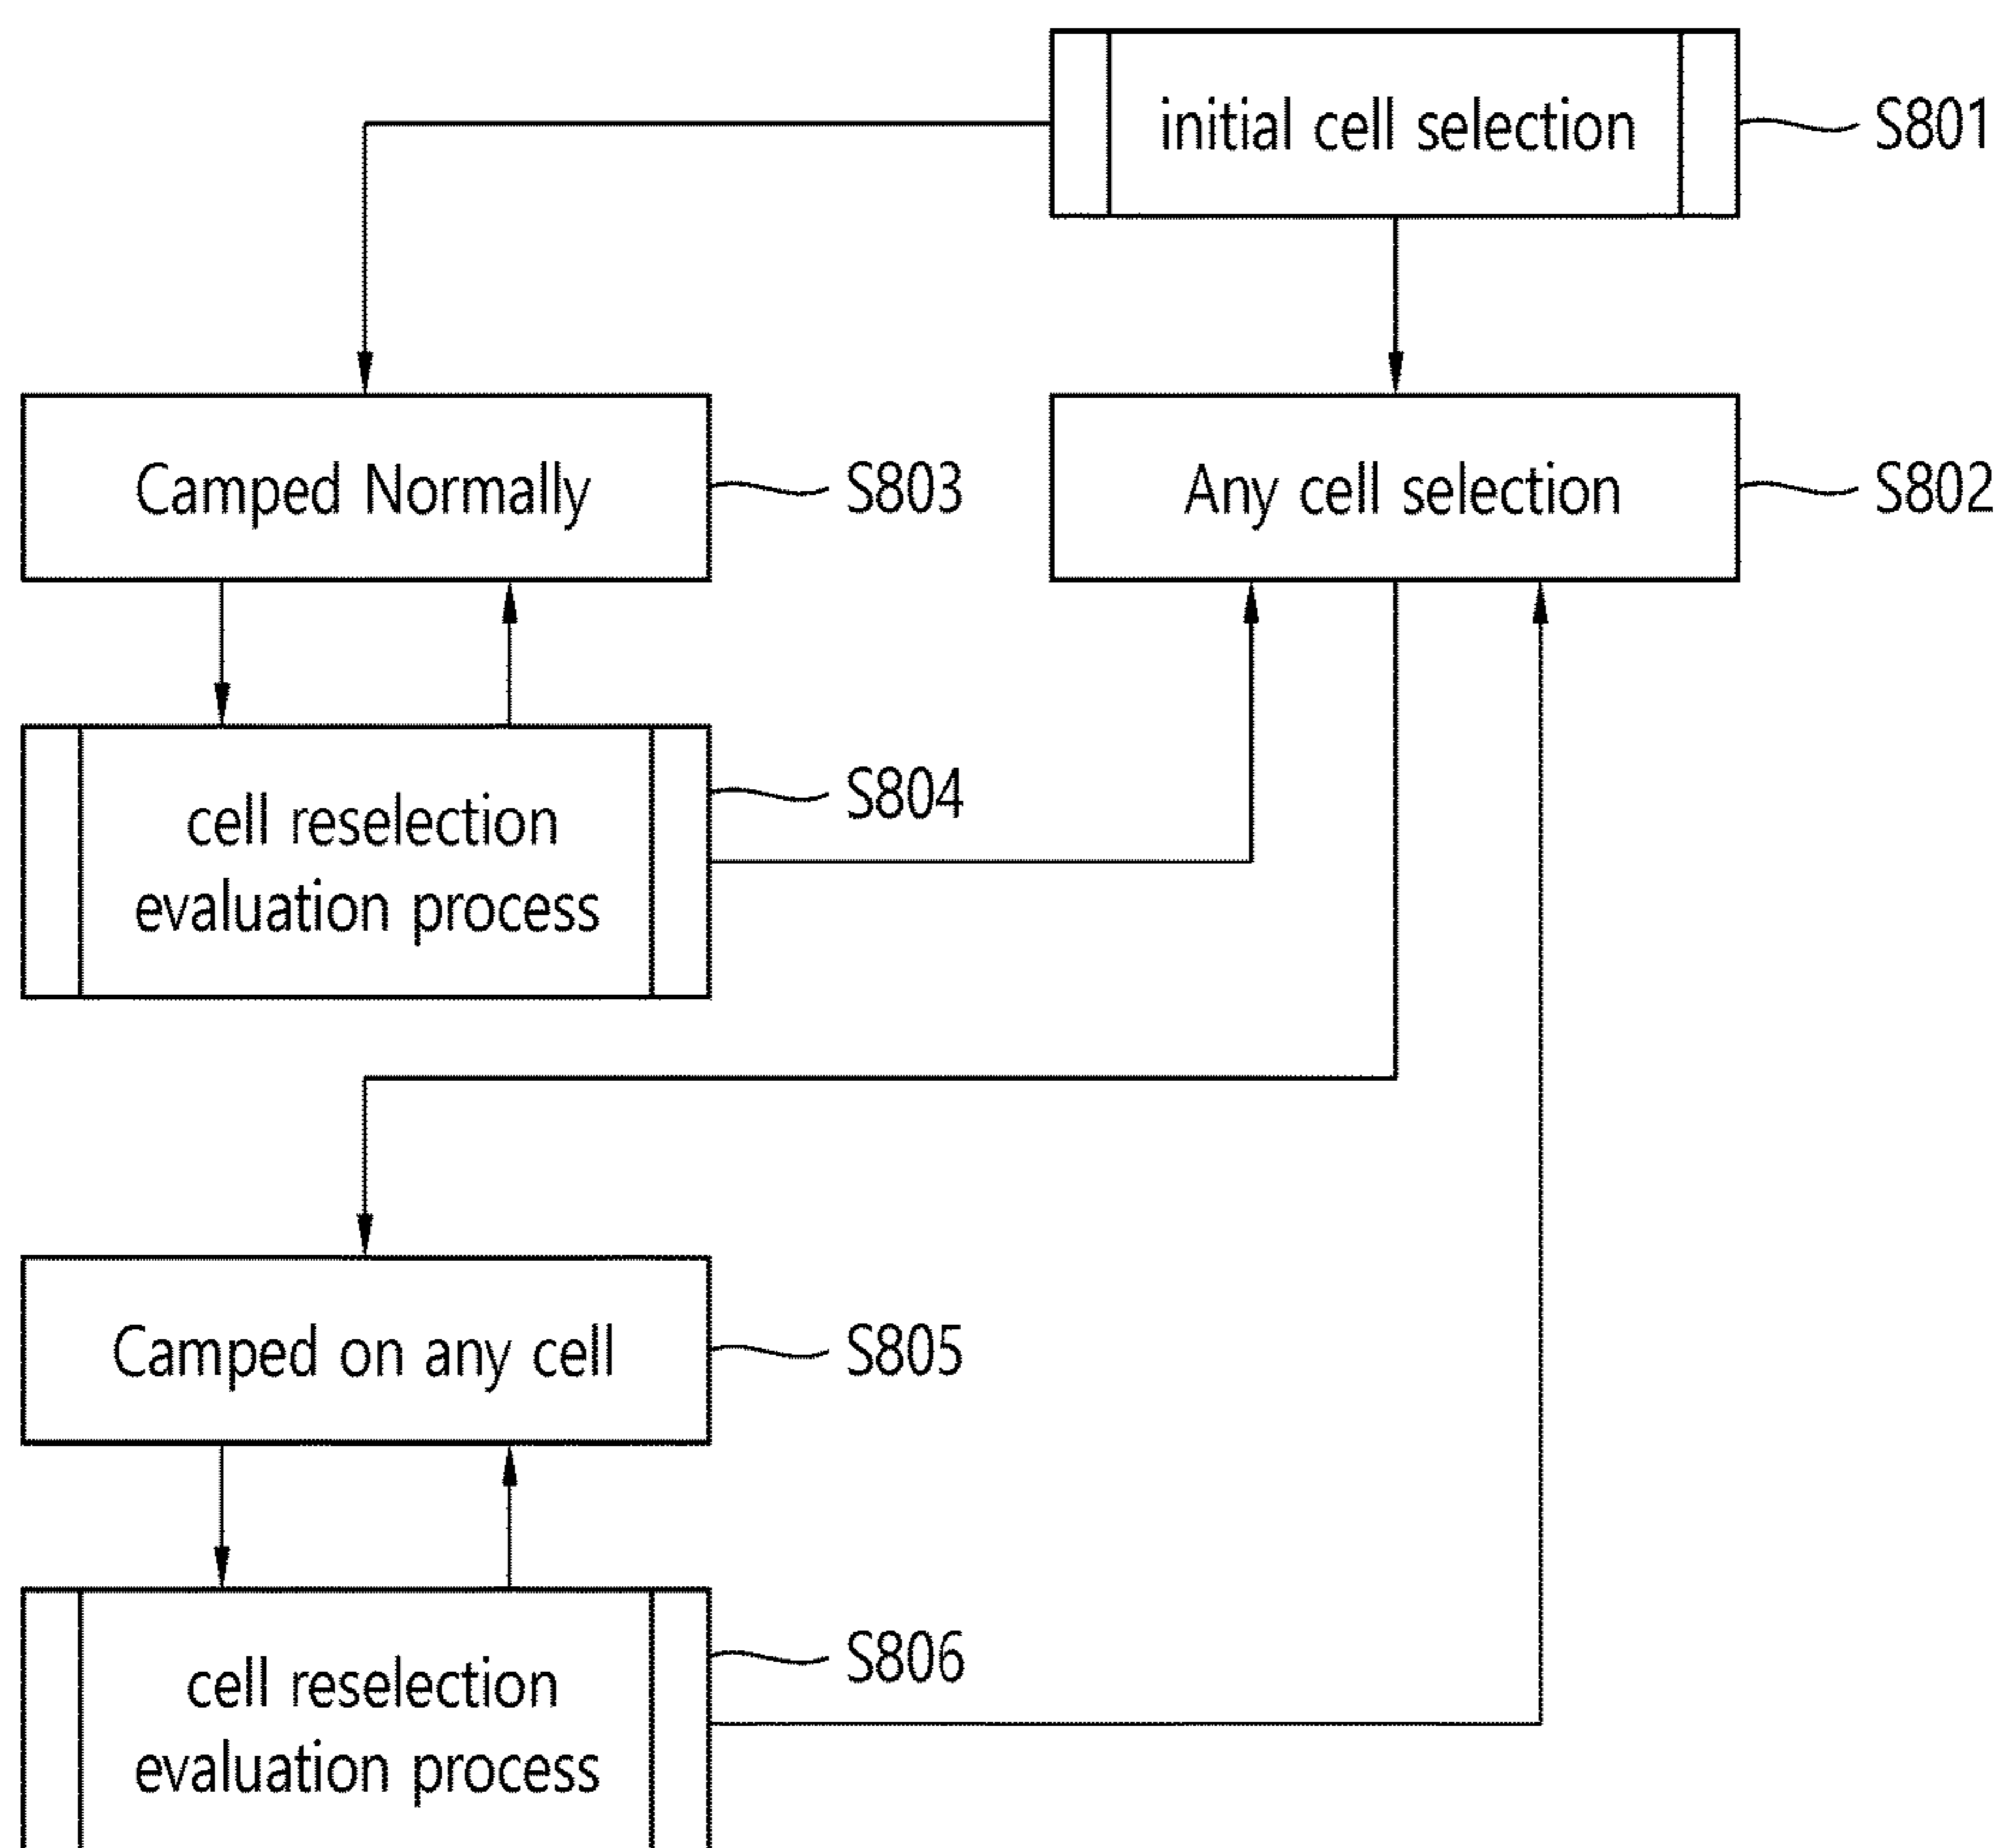 initial cell selection
S801
Camped Normally
S803
Any cell selection
S802
cell reselection
evaluation process
S804
Camped on any cell
S805
cell reselection
evaluation process
S806